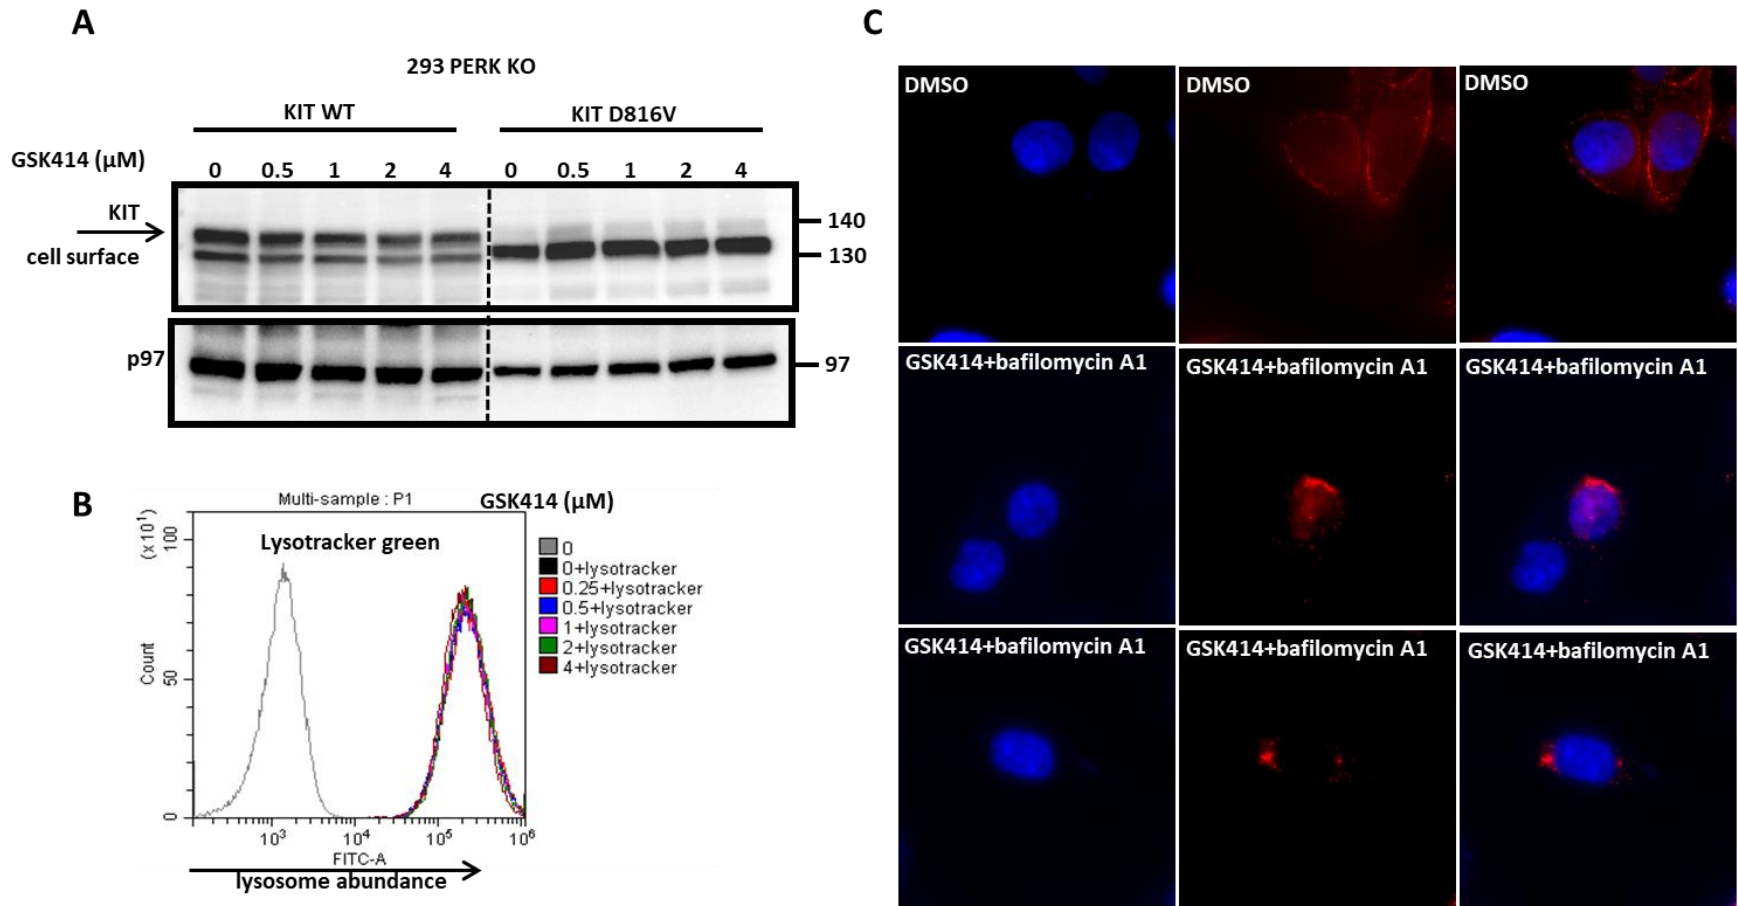 A
293 PERK KO
KIT WT
KIT D816V
GSK414 (μM)
0 0.5 1 2 4 0 0.5 1 2 4
KIT
cell surface
140
130
p97
97
B
Multi-sample : P1
GSK414 (μM)
Lysotracker green
(x10¹)
100
50
0
Count
10³ 10⁴ 10⁵ 10⁶
FITC-A
lysosome abundance
0
0+lysotracker
0.25+lysotracker
0.5+lysotracker
1+lysotracker
2+lysotracker
4+lysotracker
C
DMSO
DMSO
DMSO
GSK414+bafilomycin A1
GSK414+bafilomycin A1
GSK414+bafilomycin A1
GSK414+bafilomycin A1
GSK414+bafilomycin A1
GSK414+bafilomycin A1